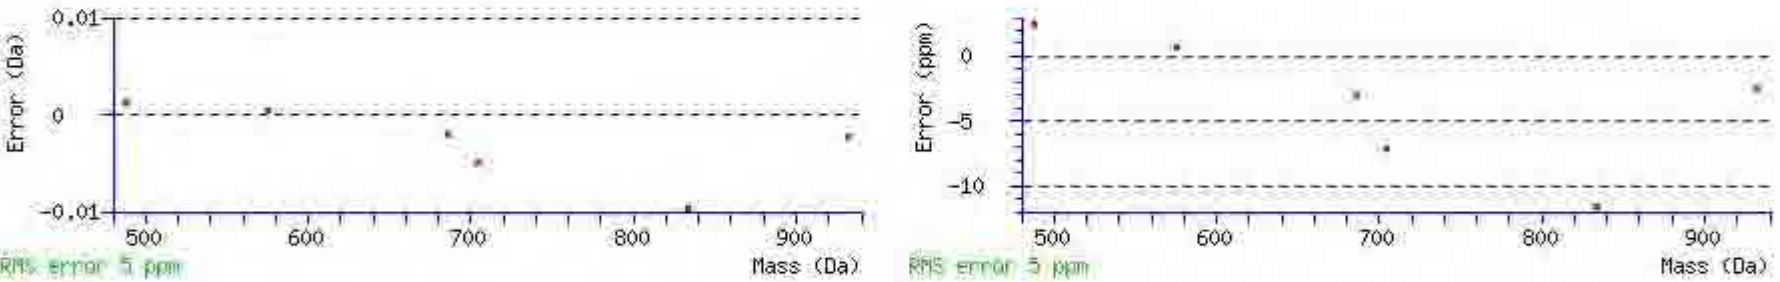 0.01
Error (Da)
0
-0.01
500 600 700 800 900
RMS error 5 ppm
Mass (Da)
Error (ppm)
0
-5
-10
500 600 700 800 900
RMS error 5 ppm
Mass (Da)